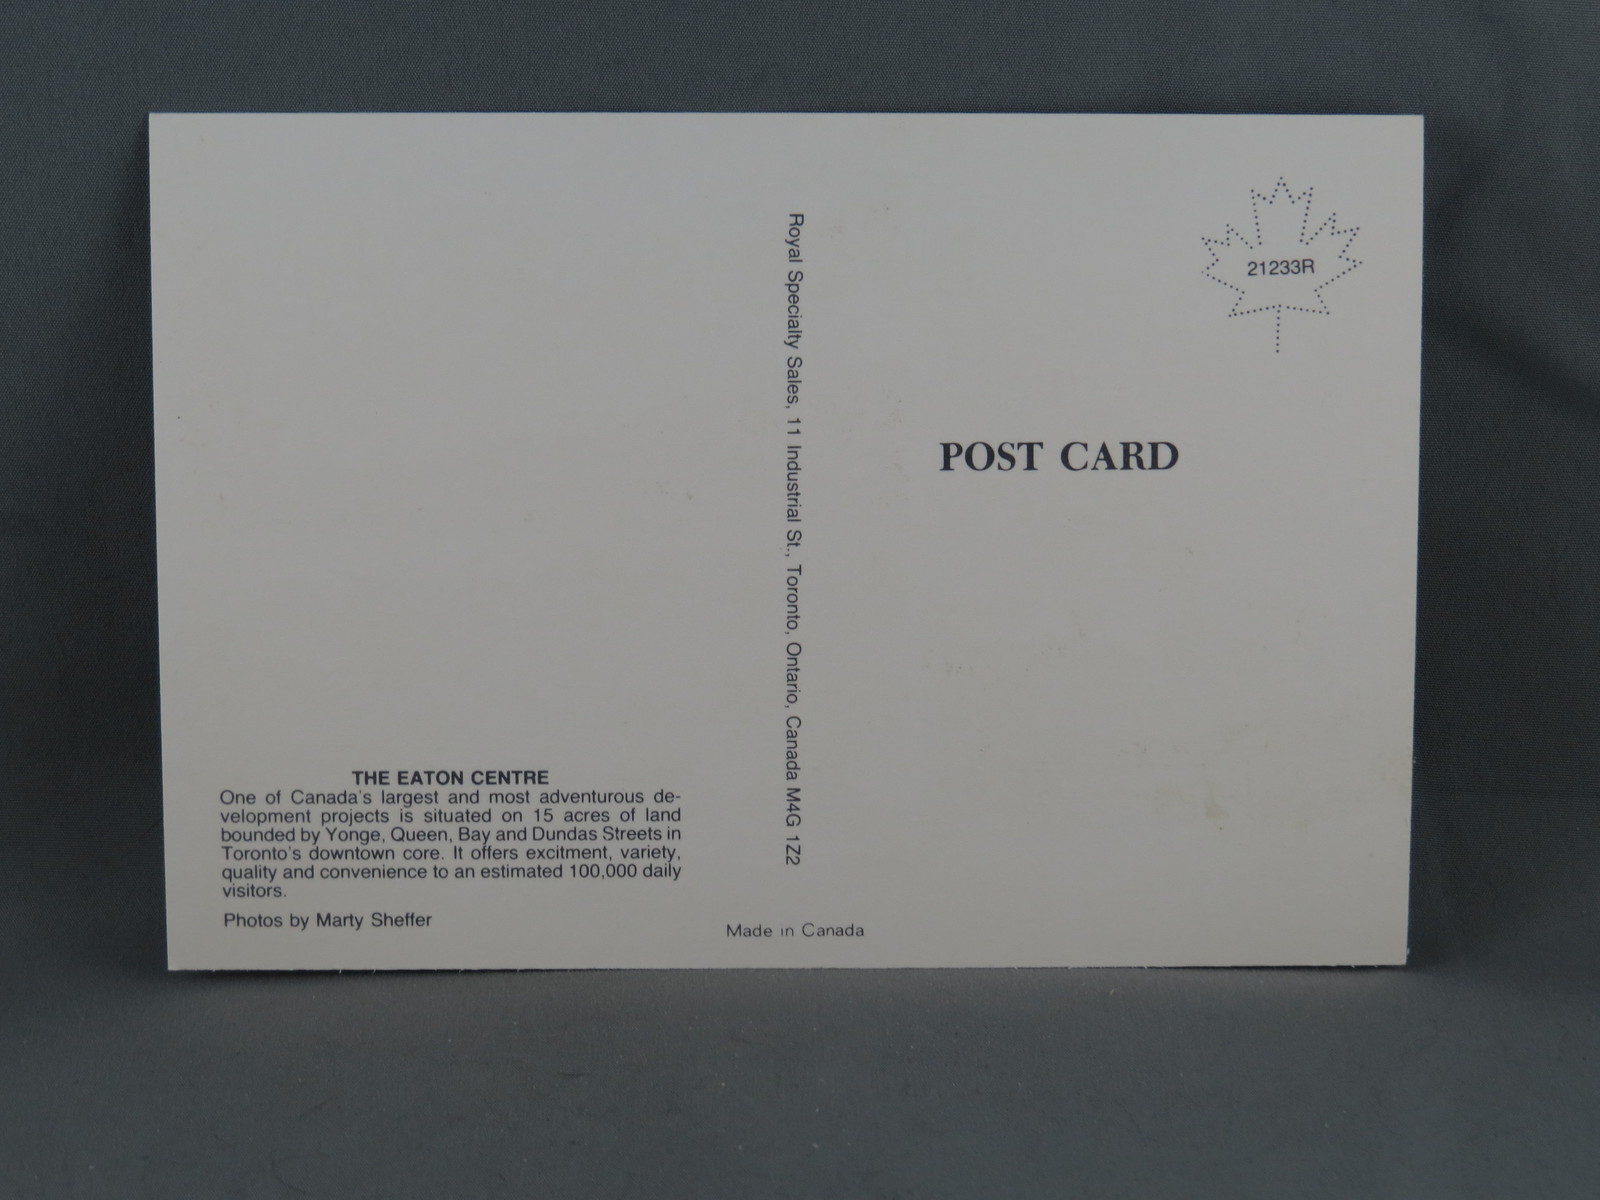 THE EATON CENTRE
One of Canada's largest and most adventurous de-
velopment projects is situated on 15 acres of land
bounded by Yonge, Queen, Bay and Dundas Streets in
Toronto's downtown core. It offers excitment, variety,
quality and convenience to an estimated 100,000 daily
visitors.
Photos by Marty Sheffer
Royal Specialty Sales, 11 Industrial St., Toronto, Ontario, Canada M4G 1Z2
Made in Canada
21233R
POST CARD